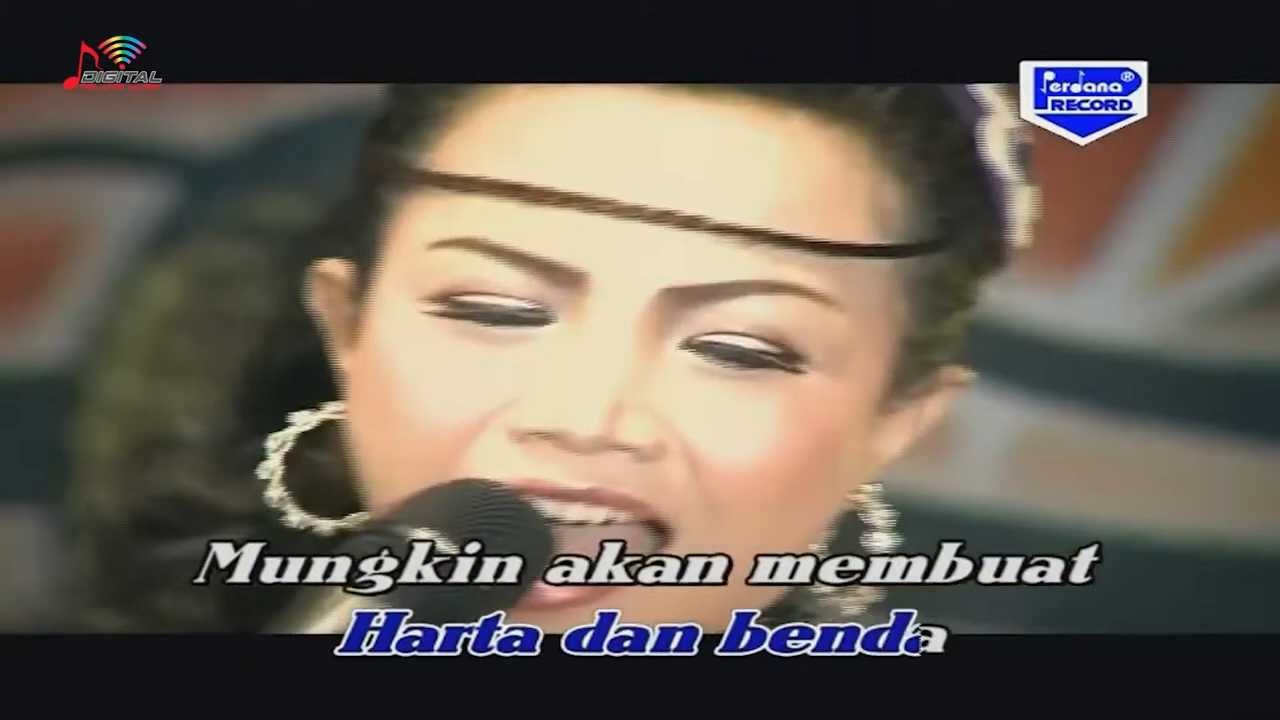 DIGITAL
Perdana®
RECORD
Mungkin akan membuat
Harta dan benda